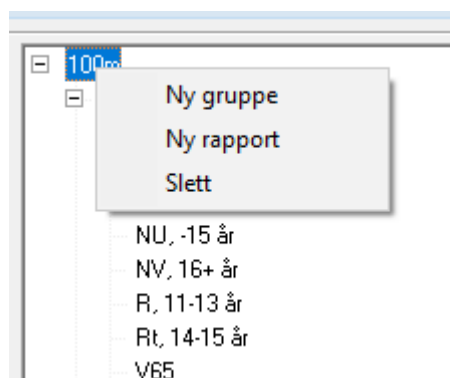 100m
Ny gruppe
Ny rapport
Slett
NU, -15 år
NV, 16+ år
R, 11-13 år
Rt, 14-15 år
V65